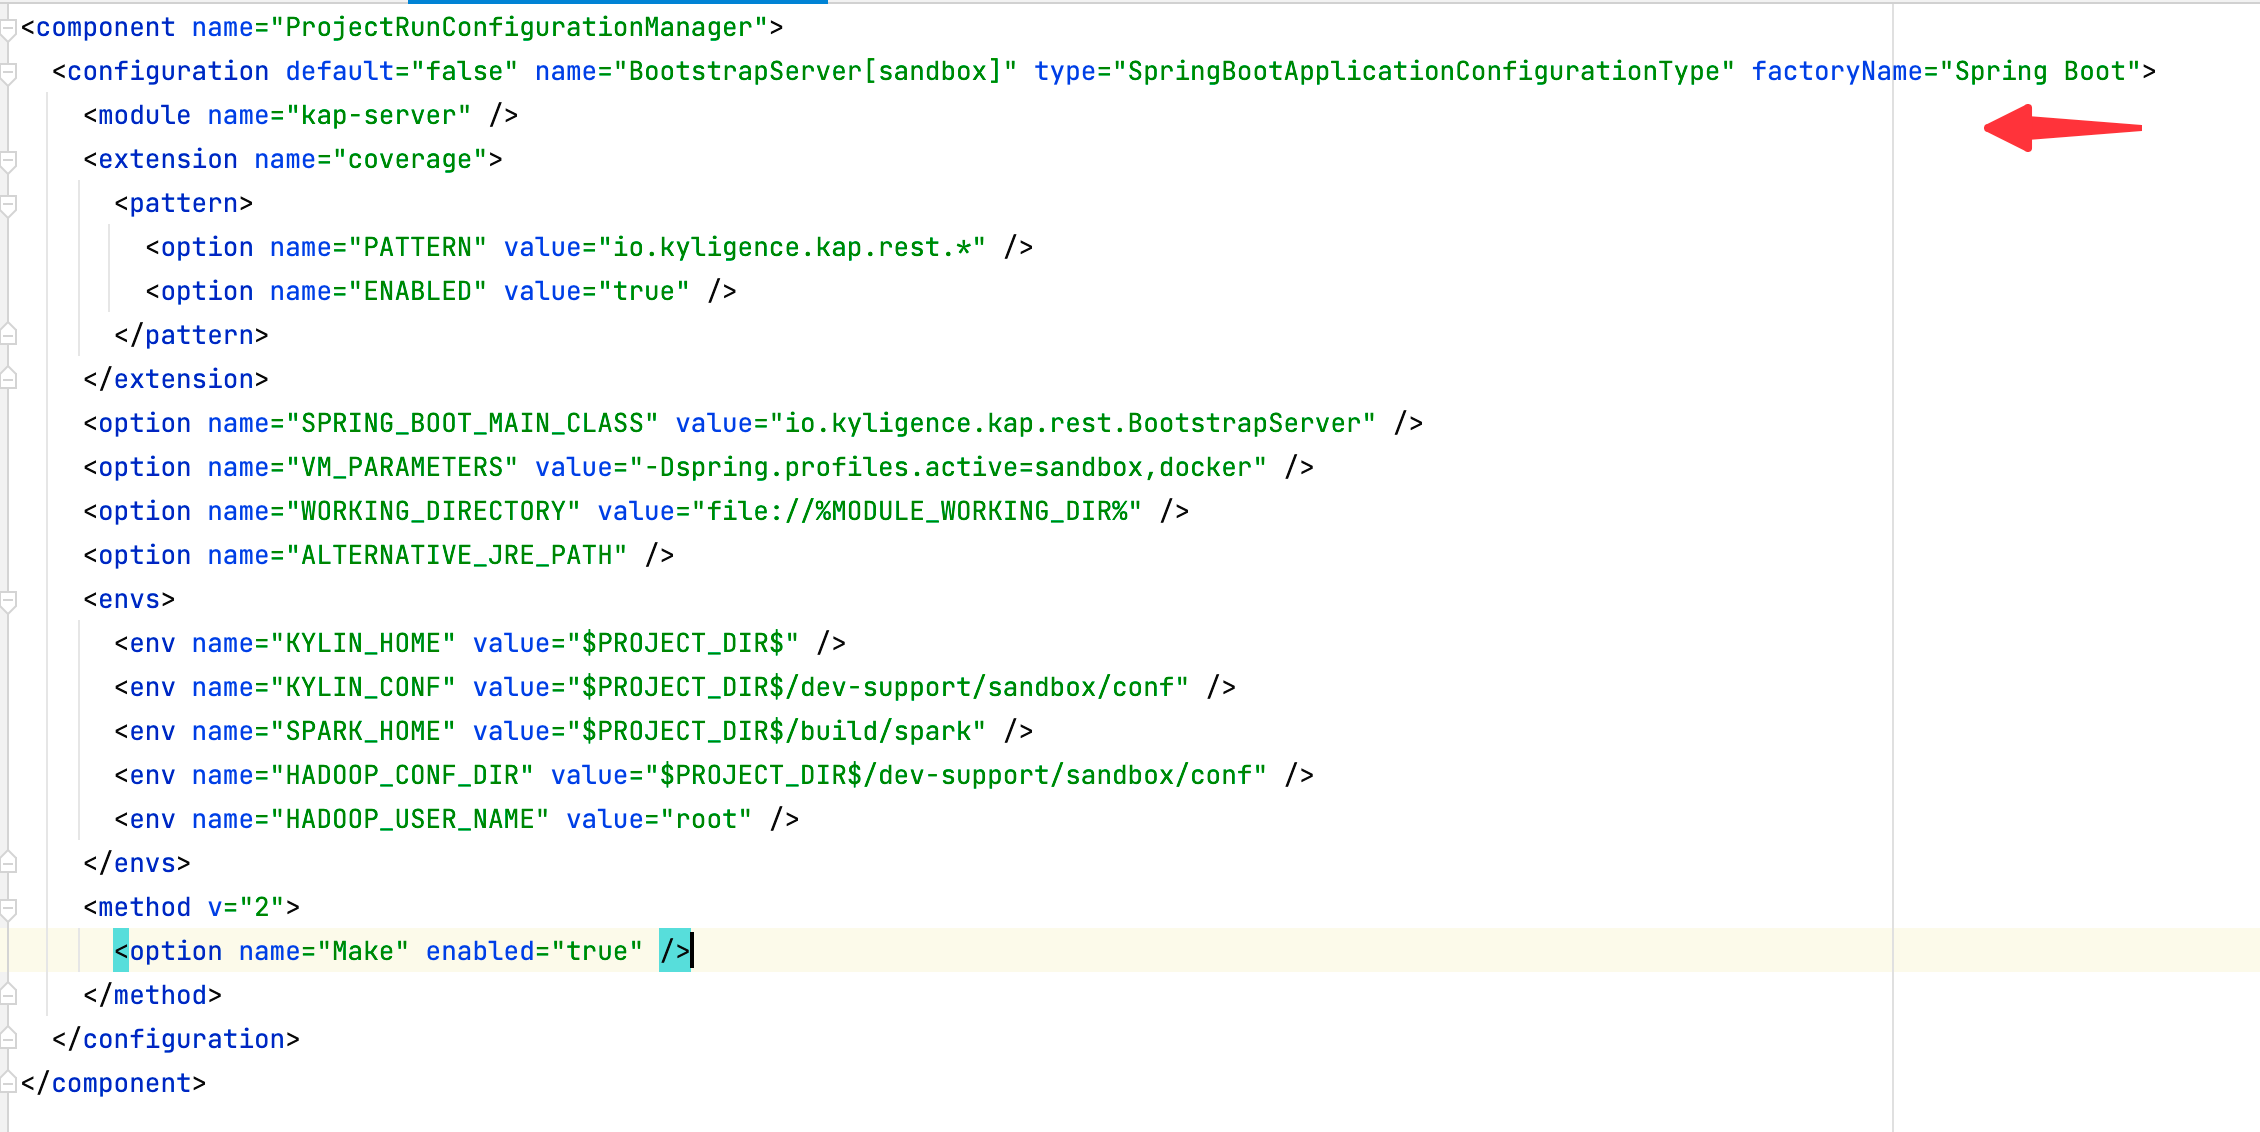 <component name="ProjectRunConfigurationManager">
<configuration default="false" name="BootstrapServer[sandbox]" type="SpringBootApplicationConfigurationType" factoryName="Spring Boot">
<module name="kap-server" />
<extension name="coverage">
<pattern>
<option name="PATTERN" value="io.kyligence.kap.rest.*" />
<option name="ENABLED" value="true" />
</pattern>
</extension>
<option name="SPRING_BOOT_MAIN_CLASS" value="io.kyligence.kap.rest.BootstrapServer" />
<option name="VM_PARAMETERS" value="-Dspring.profiles.active=sandbox,docker" />
<option name="WORKING_DIRECTORY" value="file://%MODULE_WORKING_DIR%" />
<option name="ALTERNATIVE_JRE_PATH" />
<envs>
<env name="KYLIN_HOME" value="$PROJECT_DIR$" />
<env name="KYLIN_CONF" value="$PROJECT_DIR$/dev-support/sandbox/conf" />
<env name="SPARK_HOME" value="$PROJECT_DIR$/build/spark" />
<env name="HADOOP_CONF_DIR" value="$PROJECT_DIR$/dev-support/sandbox/conf" />
<env name="HADOOP_USER_NAME" value="root" />
</envs>
<method v="2">
<option name="Make" enabled="true" />
</method>
</configuration>
</component>